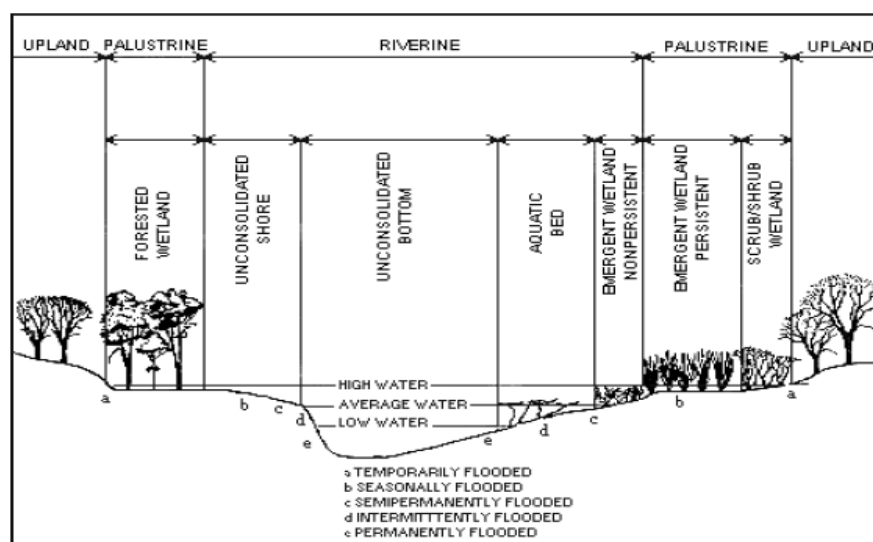 UPLAND PALUSTRINE RIVERINE PALUSTRINE UPLAND
FORESTED
WETLAND
UNCONSOLIDATED
SHORE
UNCONSOLIDATED
BOTTOM
AQUATIC
BED
EMERGENT WETLAND
NONPERSISTENT
EMERGENT WETLAND
PERSISTENT
SCRUB/SHRUB
WETLAND
HIGH WATER
AVERAGE WATER
LOW WATER
a b c d e e d c b a
a TEMPORARILY FLOODED
b SEASONALLY FLOODED
c SEMIPERMANENTLY FLOODED
d INTERMITTTENTLY FLOODED
e PERMANENTLY FLOODED